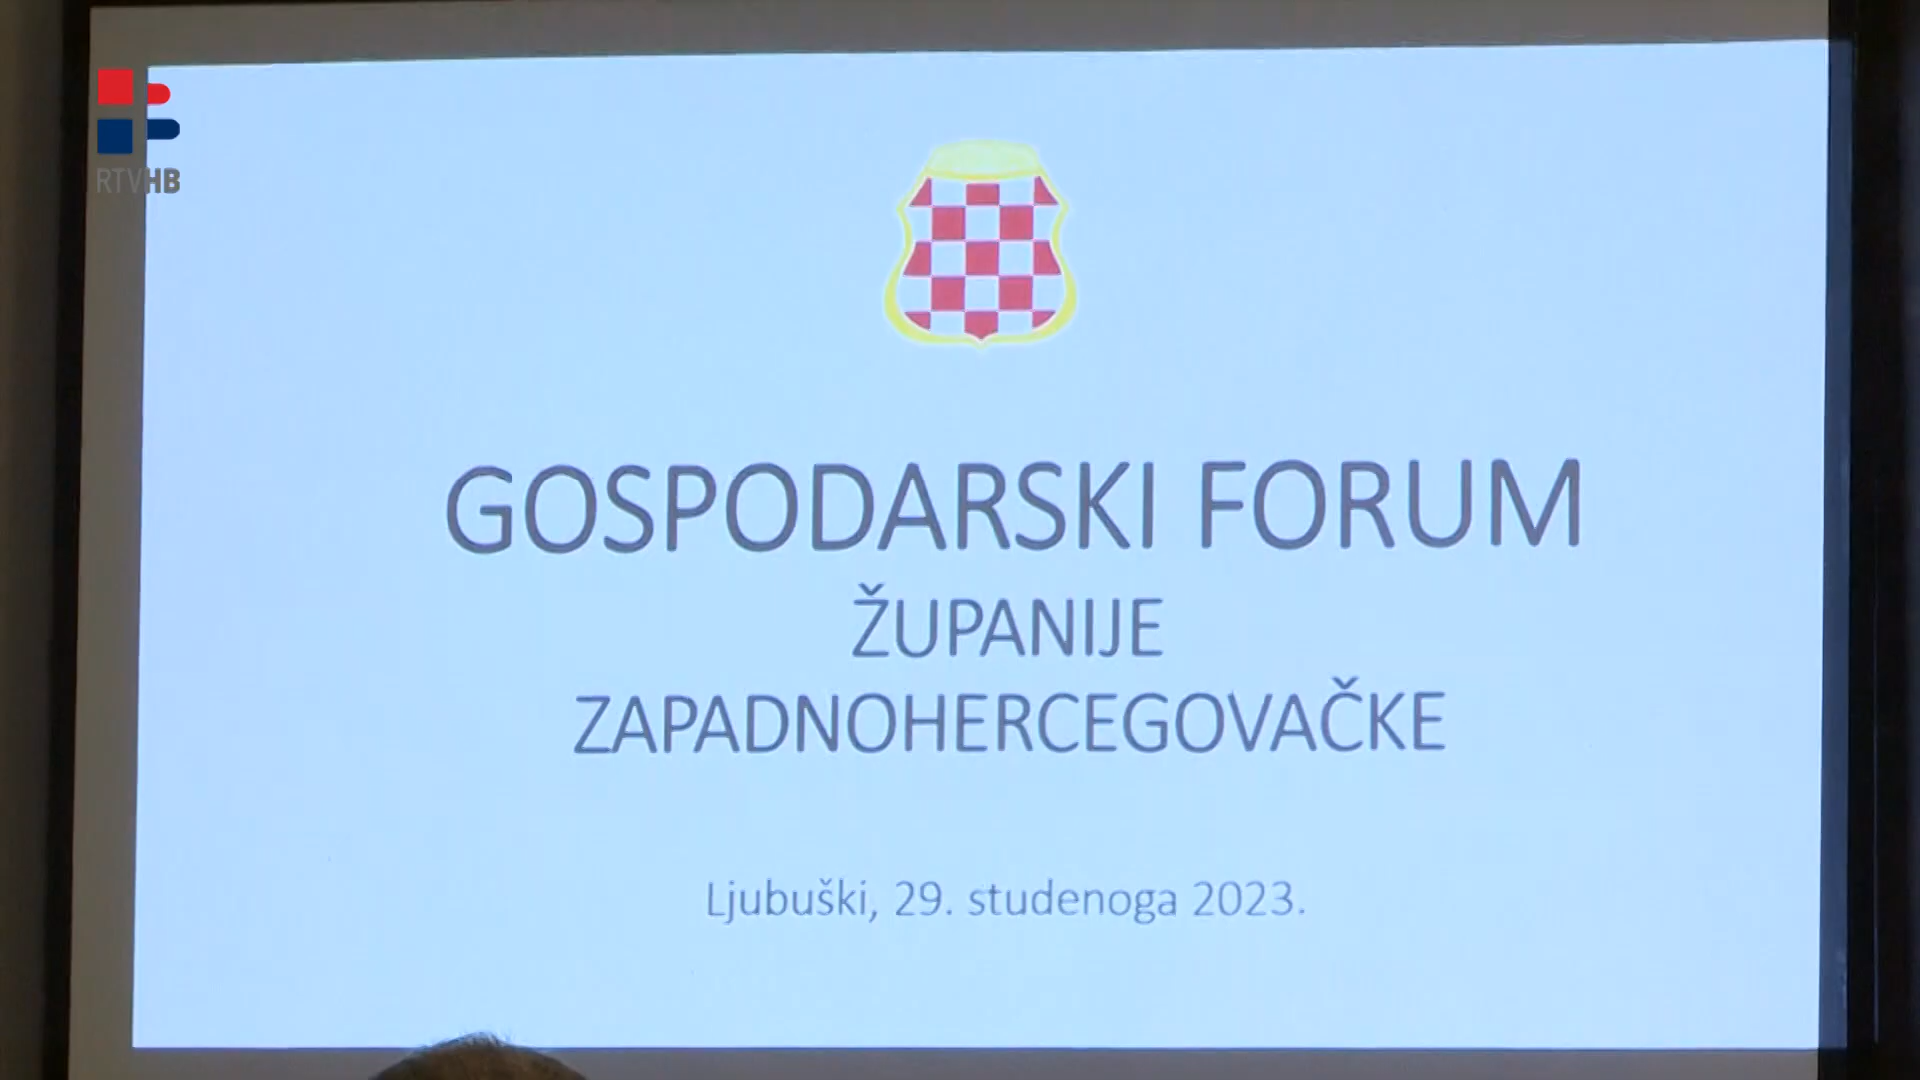 RTVHB
GOSPODARSKI FORUM
ŽUPANIJE
ZAPADNOHERCEGOVAČKE
Ljubuški, 29. studenoga 2023.